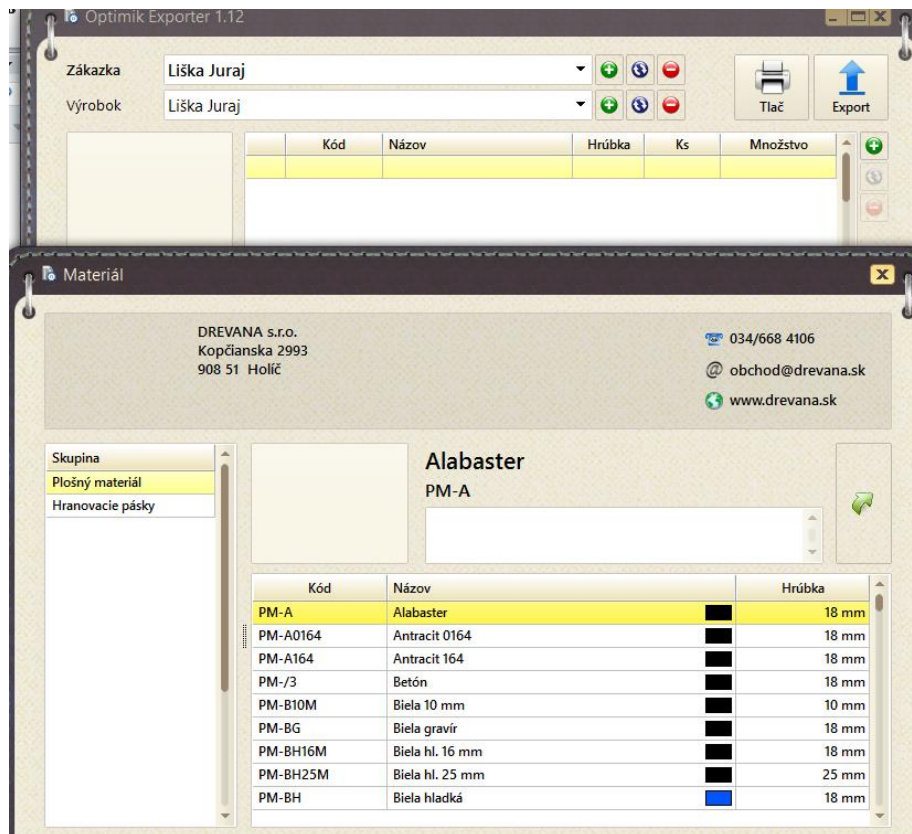 Optimik Exporter 1.12
Zákazka Liška Juraj
Výrobok Liška Juraj
Tlač Export
Kód Názov Hrúbka Ks Množstvo
Materiál
DREVANA s.r.o.
Kopčianska 2993
908 51 Holíč
034/668 4106
obchod@drevana.sk
www.drevana.sk
Skupina
Plošný materiál
Hranovacie pásky
Alabaster
PM-A
Kód Názov Hrúbka
PM-A Alabaster 18 mm
PM-A0164 Antracit 0164 18 mm
PM-A164 Antracit 164 18 mm
PM-/3 Betón 18 mm
PM-B10M Biela 10 mm 10 mm
PM-BG Biela gravír 18 mm
PM-BH16M Biela hl. 16 mm 18 mm
PM-BH25M Biela hl. 25 mm 25 mm
PM-BH Biela hladká 18 mm